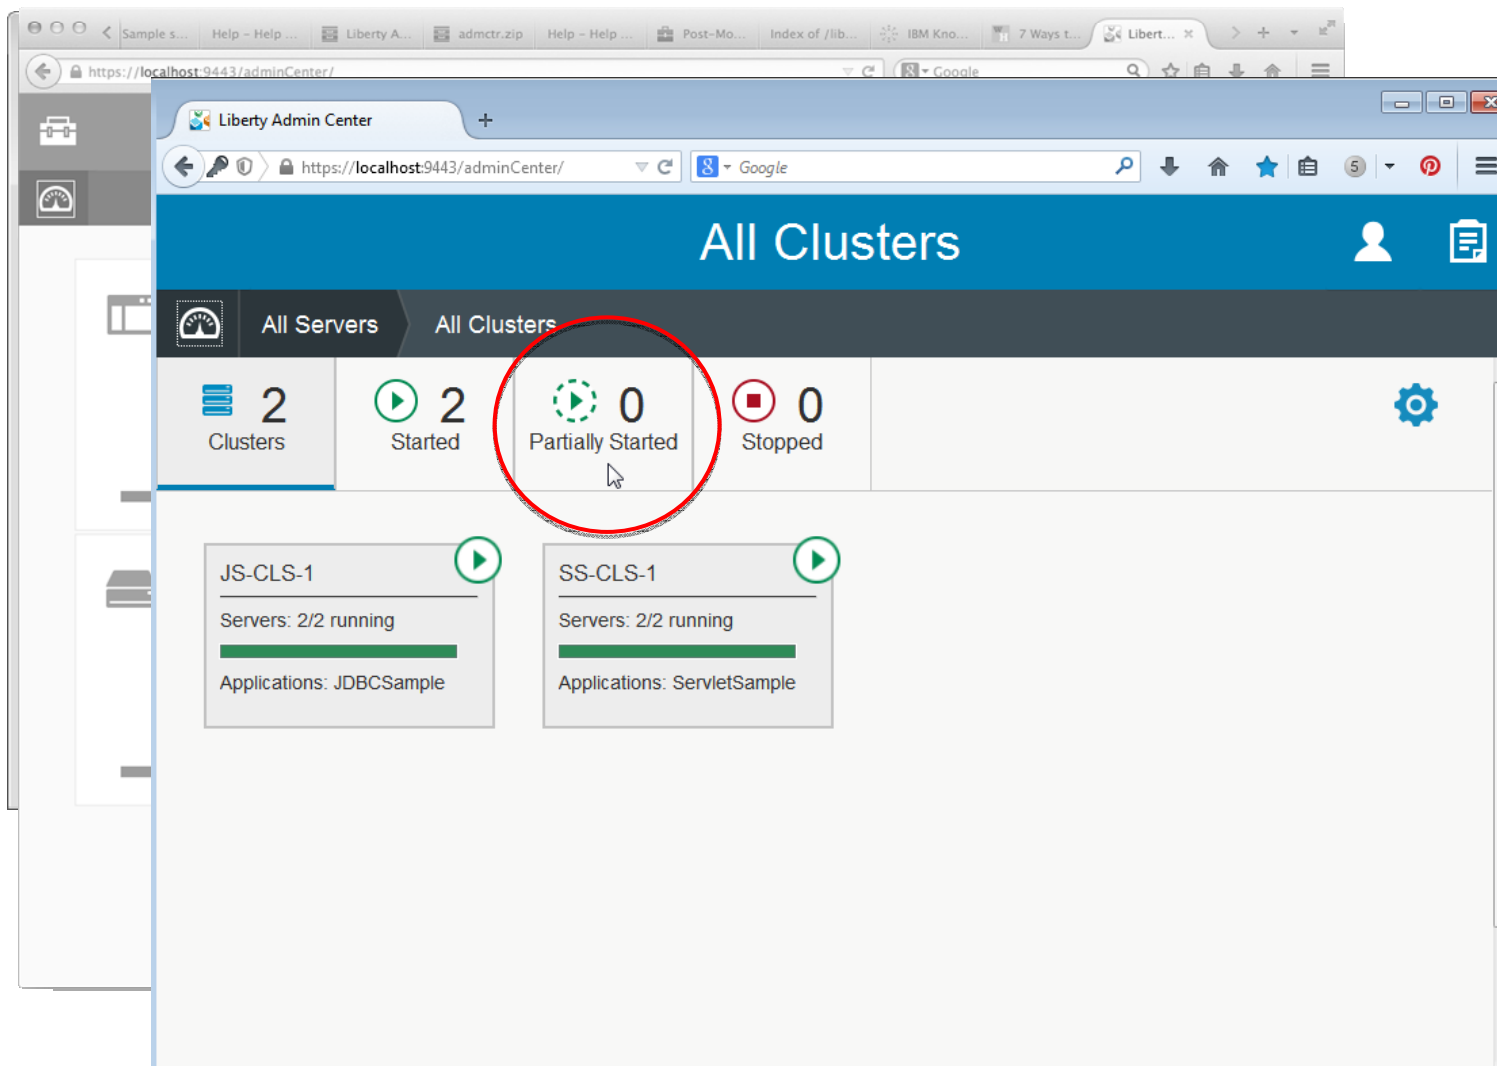 Sample s...
Help – Help ...
Liberty A...
admctr.zip
Help – Help ...
Post-Mo...
Index of /lib...
IBM Kno...
7 Ways t...
Libert...
https://localhost:9443/adminCenter/
Google
Liberty Admin Center
https://localhost:9443/adminCenter/
Google
5
All Clusters
All Servers
All Clusters
2
Clusters
2
Started
0
Partially Started
0
Stopped
JS-CLS-1
Servers: 2/2 running
Applications: JDBCSample
SS-CLS-1
Servers: 2/2 running
Applications: ServletSample